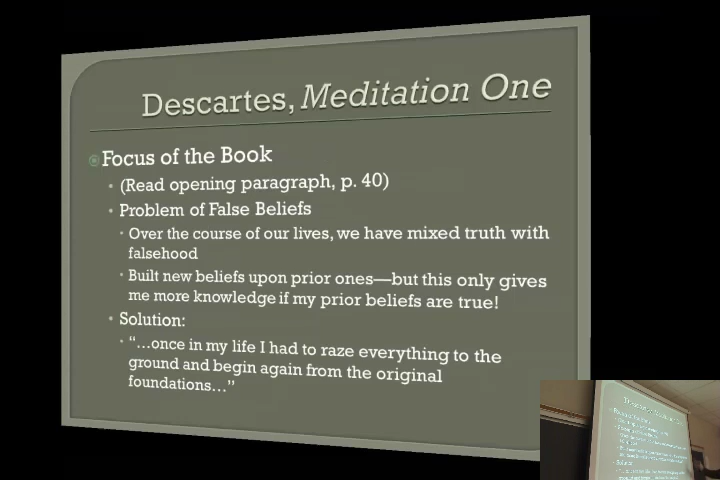 Descartes, Meditation One
Focus of the Book
(Read opening paragraph, p. 40)
Problem of False Beliefs
Over the course of our lives, we have mixed truth with
falsehood
Built new beliefs upon prior ones—but this only gives
me more knowledge if my prior beliefs are true!
Solution:
“…once in my life I had to raze everything to the
ground and begin again from the original
foundations…”